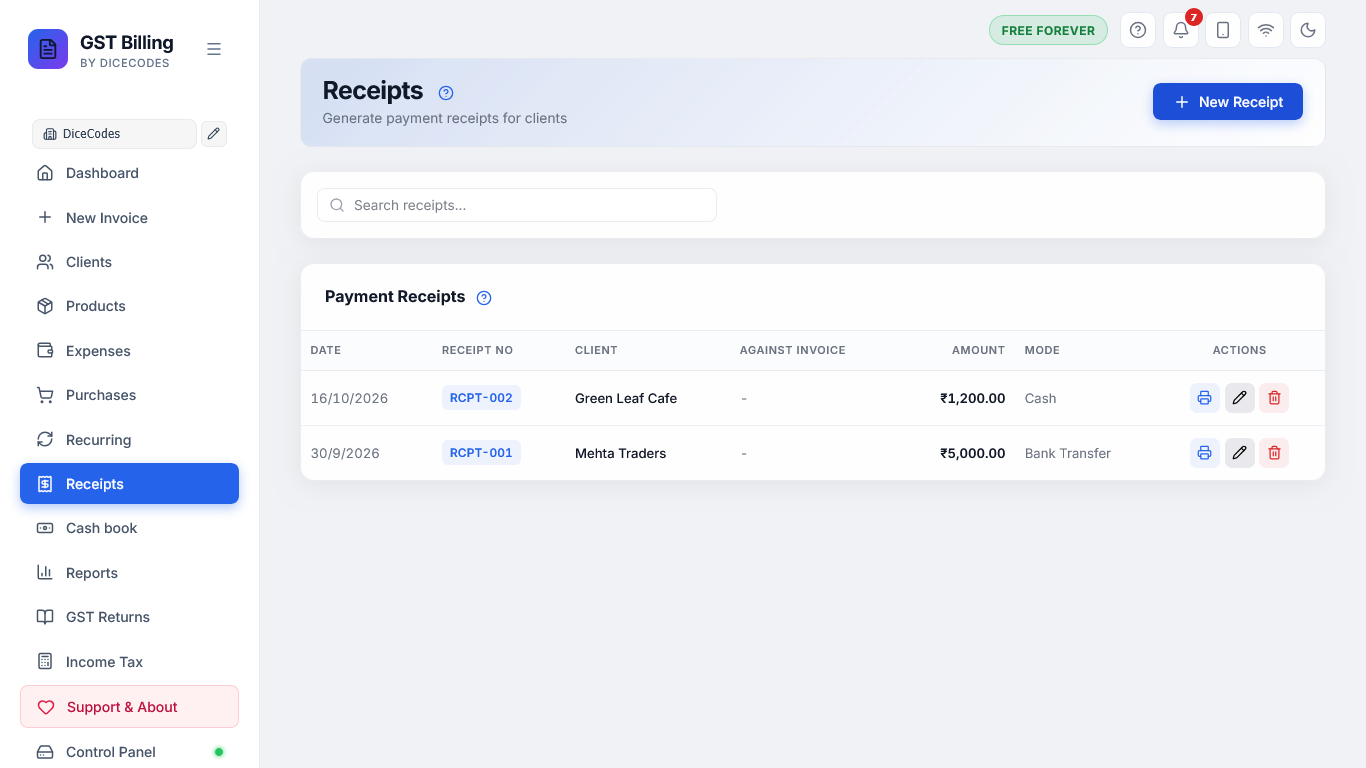 GST Billing
BY DICECODES
DiceCodes
Dashboard
New Invoice
Clients
Products
Expenses
Purchases
Recurring
Receipts
Cash book
Reports
GST Returns
Income Tax
Support & About
Control Panel
FREE FOREVER
7
Receipts
Generate payment receipts for clients
New Receipt
Search receipts...
Payment Receipts
DATE RECEIPT NO CLIENT AGAINST INVOICE AMOUNT MODE ACTIONS
16/10/2026 RCPT-002 Green Leaf Cafe - ₹1,200.00 Cash
30/9/2026 RCPT-001 Mehta Traders - ₹5,000.00 Bank Transfer